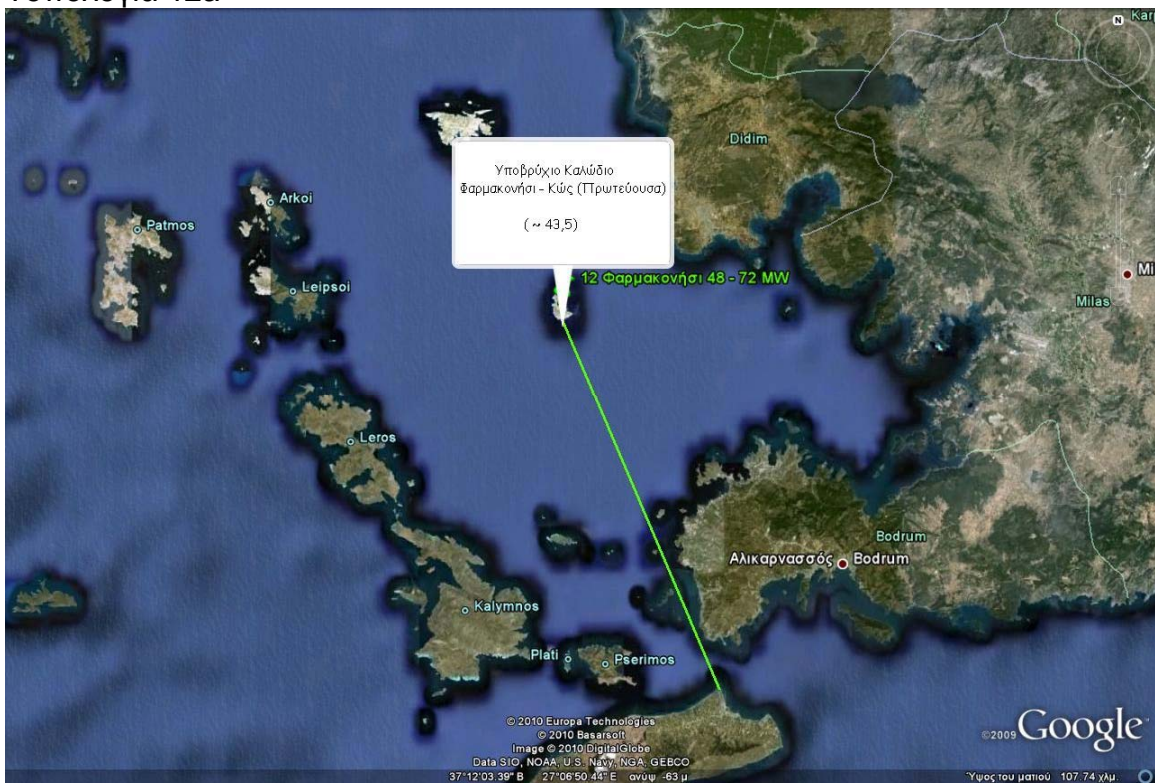 Karp
Didim
Υποβρύχιο Καλώδιο
Φαρμακονήσι - Κώς (Πρωτεύουσα)
( ~ 43,5)
Arkoi
Patmos
12 Φαρμακονήσι 48 - 72 MW
Mi
Leipsoi
Milas
Leros
Bodrum
Αλικαρνασσός Bodrum
Kalymnos
Plati
Pserimos
© 2010 Europa Technologies
© 2010 Basarsoft
Image © 2010 DigitalGlobe
Data SIO, NOAA, U.S. Navy, NGA, GEBCO
©2009 Google
37°12'03.39" Β 27°06'50.44" Ε ανύψ -63 μ
Ύψος του ματιού 107.74 χλμ.
N